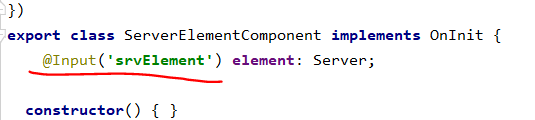 })
export class ServerElementComponent implements OnInit {
@Input('srvElement') element: Server;
constructor() { }